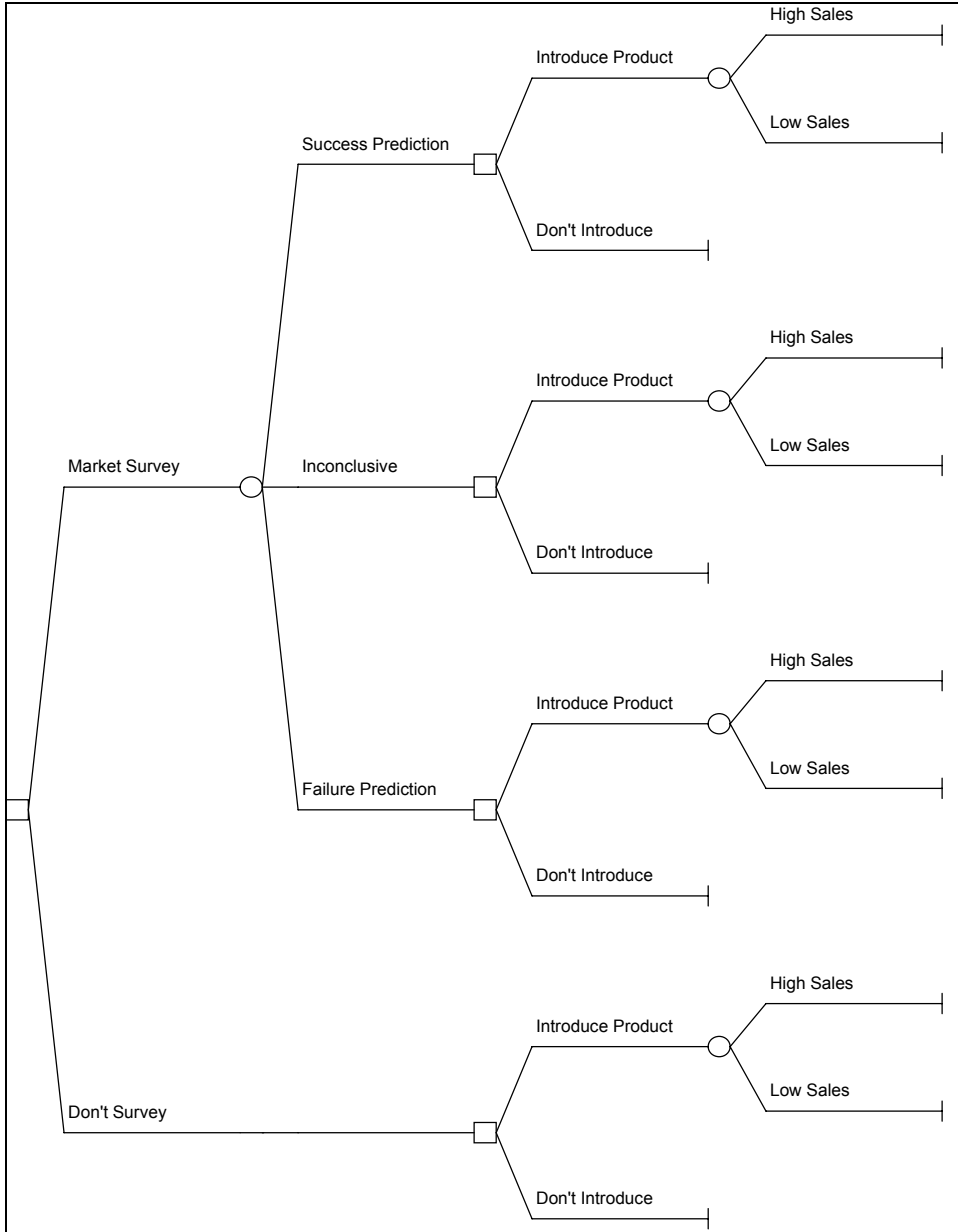 High Sales
Introduce Product
Low Sales
Success Prediction
Don't Introduce
High Sales
Introduce Product
Low Sales
Market Survey
Inconclusive
Don't Introduce
High Sales
Introduce Product
Low Sales
Failure Prediction
Don't Introduce
High Sales
Introduce Product
Low Sales
Don't Survey
Don't Introduce